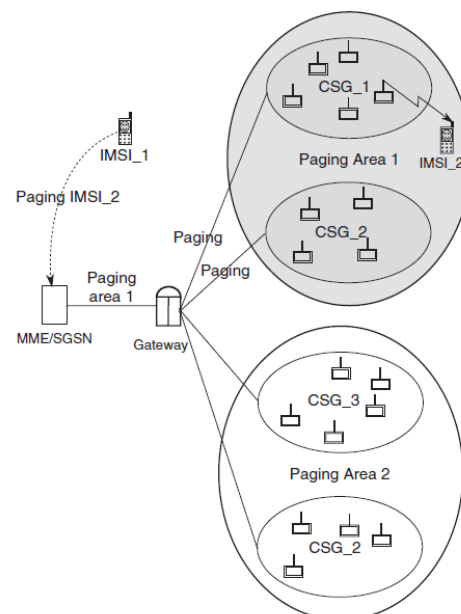 CSG_1
IMSI_1
IMSI_2
Paging Area 1
Paging IMSI_2
CSG_2
Paging
Paging
Paging
area 1
MME/SGSN
Gateway
CSG_3
Paging Area 2
CSG_2